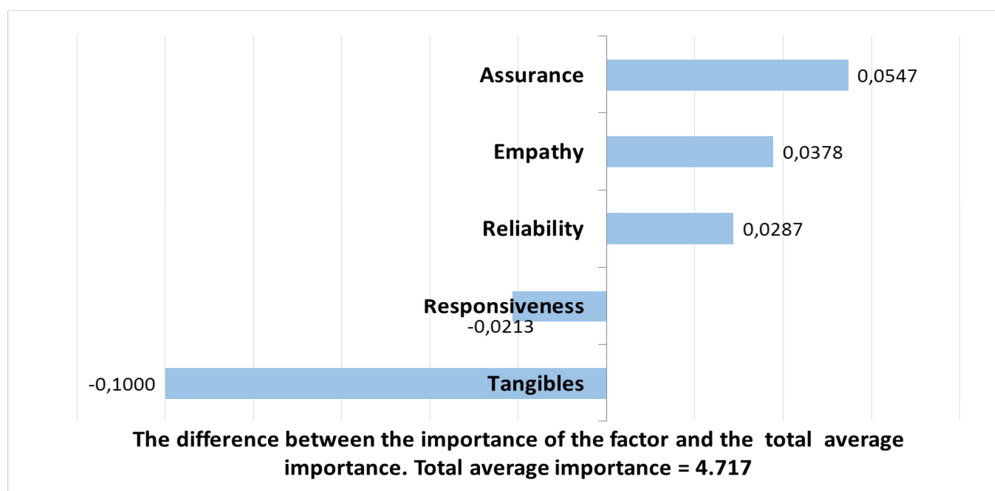 Assurance
0,0547
Empathy
0,0378
Reliability
0,0287
Responsiveness
-0,0213
-0,1000
Tangibles
The difference between the importance of the factor and the total average
importance. Total average importance = 4.717